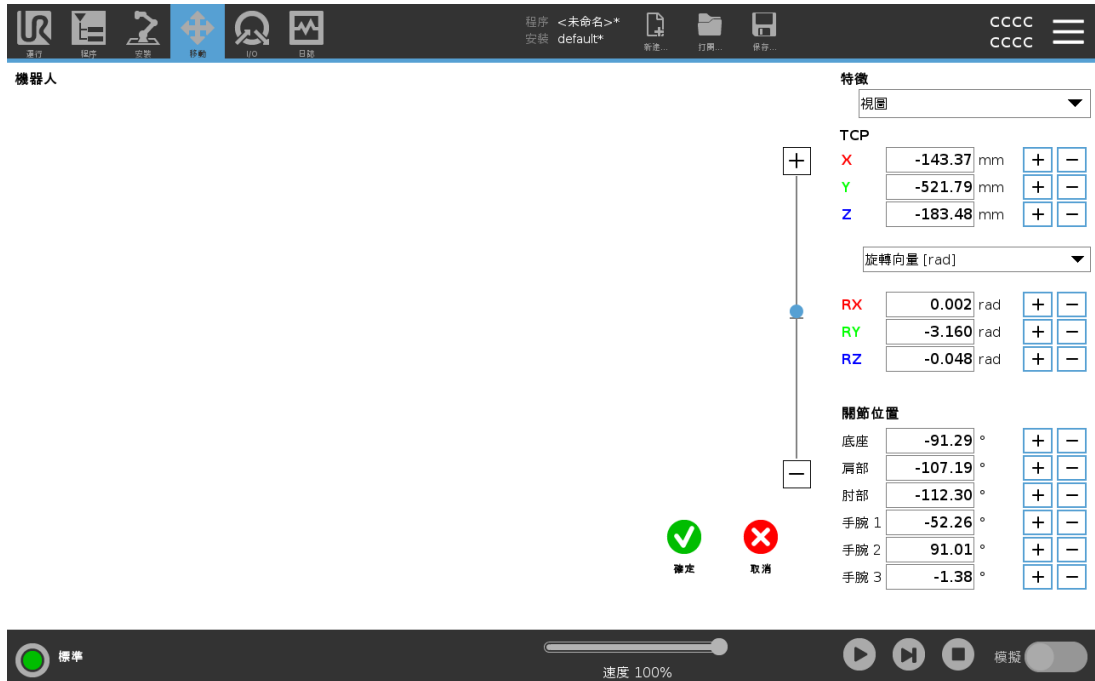 UR
運行
程序
安裝
移動
I/O
日誌
程序 <未命名>*
安裝 default*
新建...
打開...
保存...
CCCC
CCCC
機器人
特徵
視圖
TCP
X -143.37 mm + −
Y -521.79 mm + −
Z -183.48 mm + −
旋轉向量 [rad]
RX 0.002 rad + −
RY -3.160 rad + −
RZ -0.048 rad + −
關節位置
底座 -91.29 ° + −
肩部 -107.19 ° + −
肘部 -112.30 ° + −
手腕 1 -52.26 ° + −
手腕 2 91.01 ° + −
手腕 3 -1.38 ° + −
確定
取消
標準
速度 100%
模擬